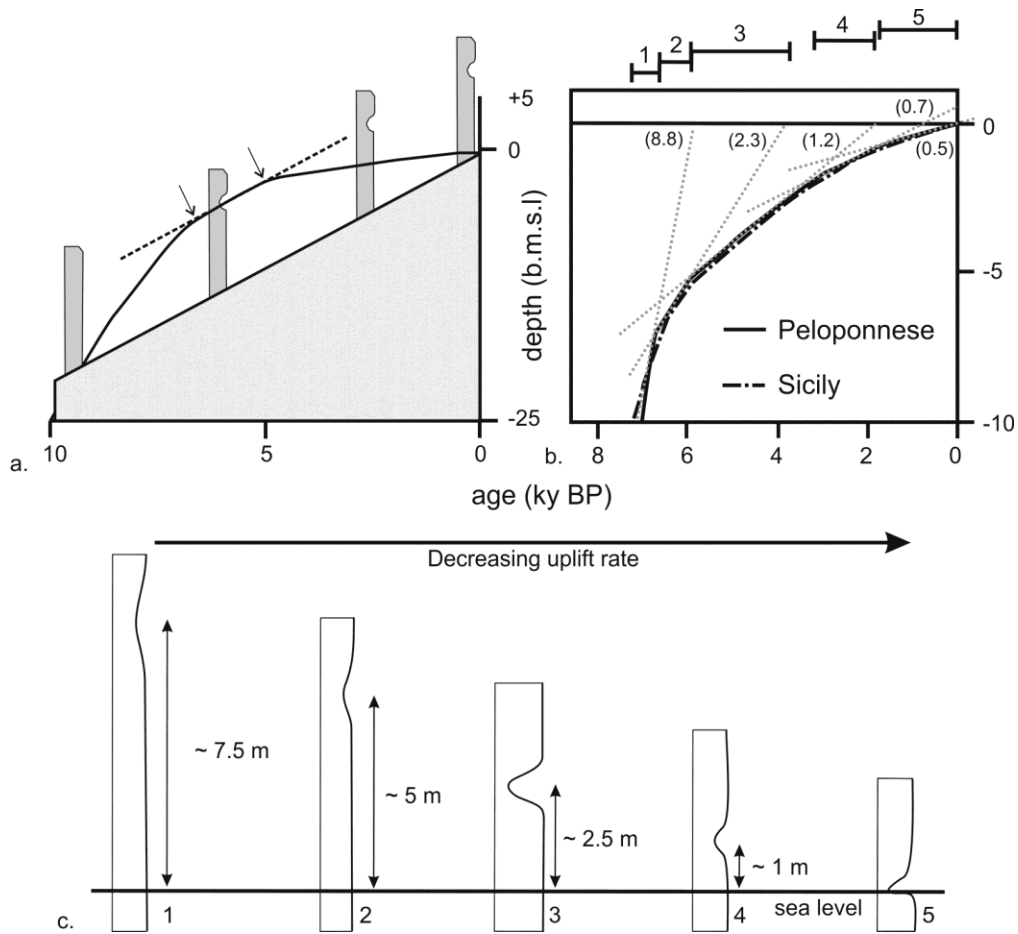 1
2
3
4
5
+5
0
-25
10
5
0
a.
depth (b.m.s.l)
(8.8)
(2.3)
(1.2)
(0.7)
(0.5)
0
-5
-10
Peloponnese
Sicily
b.
8
6
4
2
0
age (ky BP)
Decreasing uplift rate
~ 7.5 m
~ 5 m
~ 2.5 m
~ 1 m
sea level
c.
1
2
3
4
5